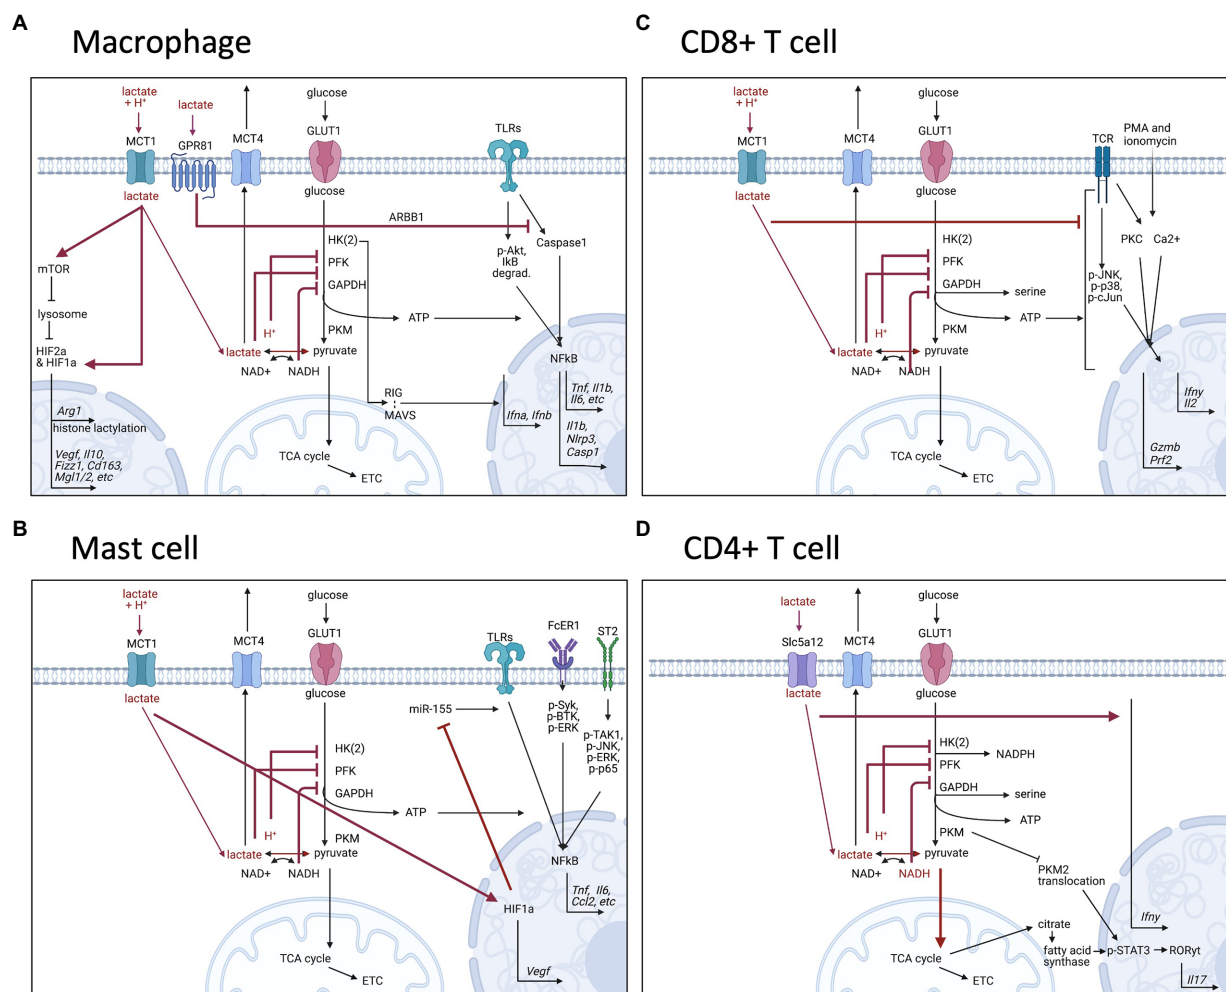 A
Macrophage
lactate
+ H⁺
lactate
glucose
MCT1
GPR81
MCT4
GLUT1
TLRs
lactate
glucose
ARBB1
HK(2)
PFK
GAPDH
Caspase1
p-Akt,
IkB
degrad.
mTOR
lysosome
HIF2a
& HIF1a
H⁺
PKM
ATP
lactate
pyruvate
NAD+
NADH
NFkB
RIG
MAVS
Tnf, Il1b,
Il6, etc
Ifna, Ifnb
Il1b,
Nlrp3,
Casp1
Arg1
histone lactylation
Vegf, Il10,
Fizz1, Cd163,
Mgl1/2, etc
TCA cycle
ETC
C
CD8+ T cell
lactate
+ H⁺
glucose
MCT1
MCT4
GLUT1
TCR
PMA and
ionomycin
lactate
glucose
HK(2)
PFK
GAPDH
serine
PKC
Ca2+
p-JNK,
p-p38,
p-cJun
H⁺
PKM
ATP
lactate
pyruvate
NAD+
NADH
Ifny
Il2
Gzmb
Prf2
TCA cycle
ETC
B
Mast cell
lactate
+ H⁺
glucose
MCT1
MCT4
GLUT1
TLRs
FcER1
ST2
lactate
glucose
miR-155
p-Syk,
p-BTK,
p-ERK
p-TAK1,
p-JNK,
p-ERK,
p-p65
HK(2)
PFK
GAPDH
ATP
H⁺
PKM
lactate
pyruvate
NAD+
NADH
NFkB
Tnf, Il6,
Ccl2, etc
HIF1a
Vegf
TCA cycle
ETC
D
CD4+ T cell
lactate
glucose
Slc5a12
MCT4
GLUT1
lactate
glucose
HK(2)
NADPH
PFK
GAPDH
serine
ATP
H⁺
PKM
lactate
pyruvate
NAD+
NADH
PKM2
translocation
citrate
Ifny
TCA cycle
fatty acid
synthase
p-STAT3
RORyt
ETC
Il17